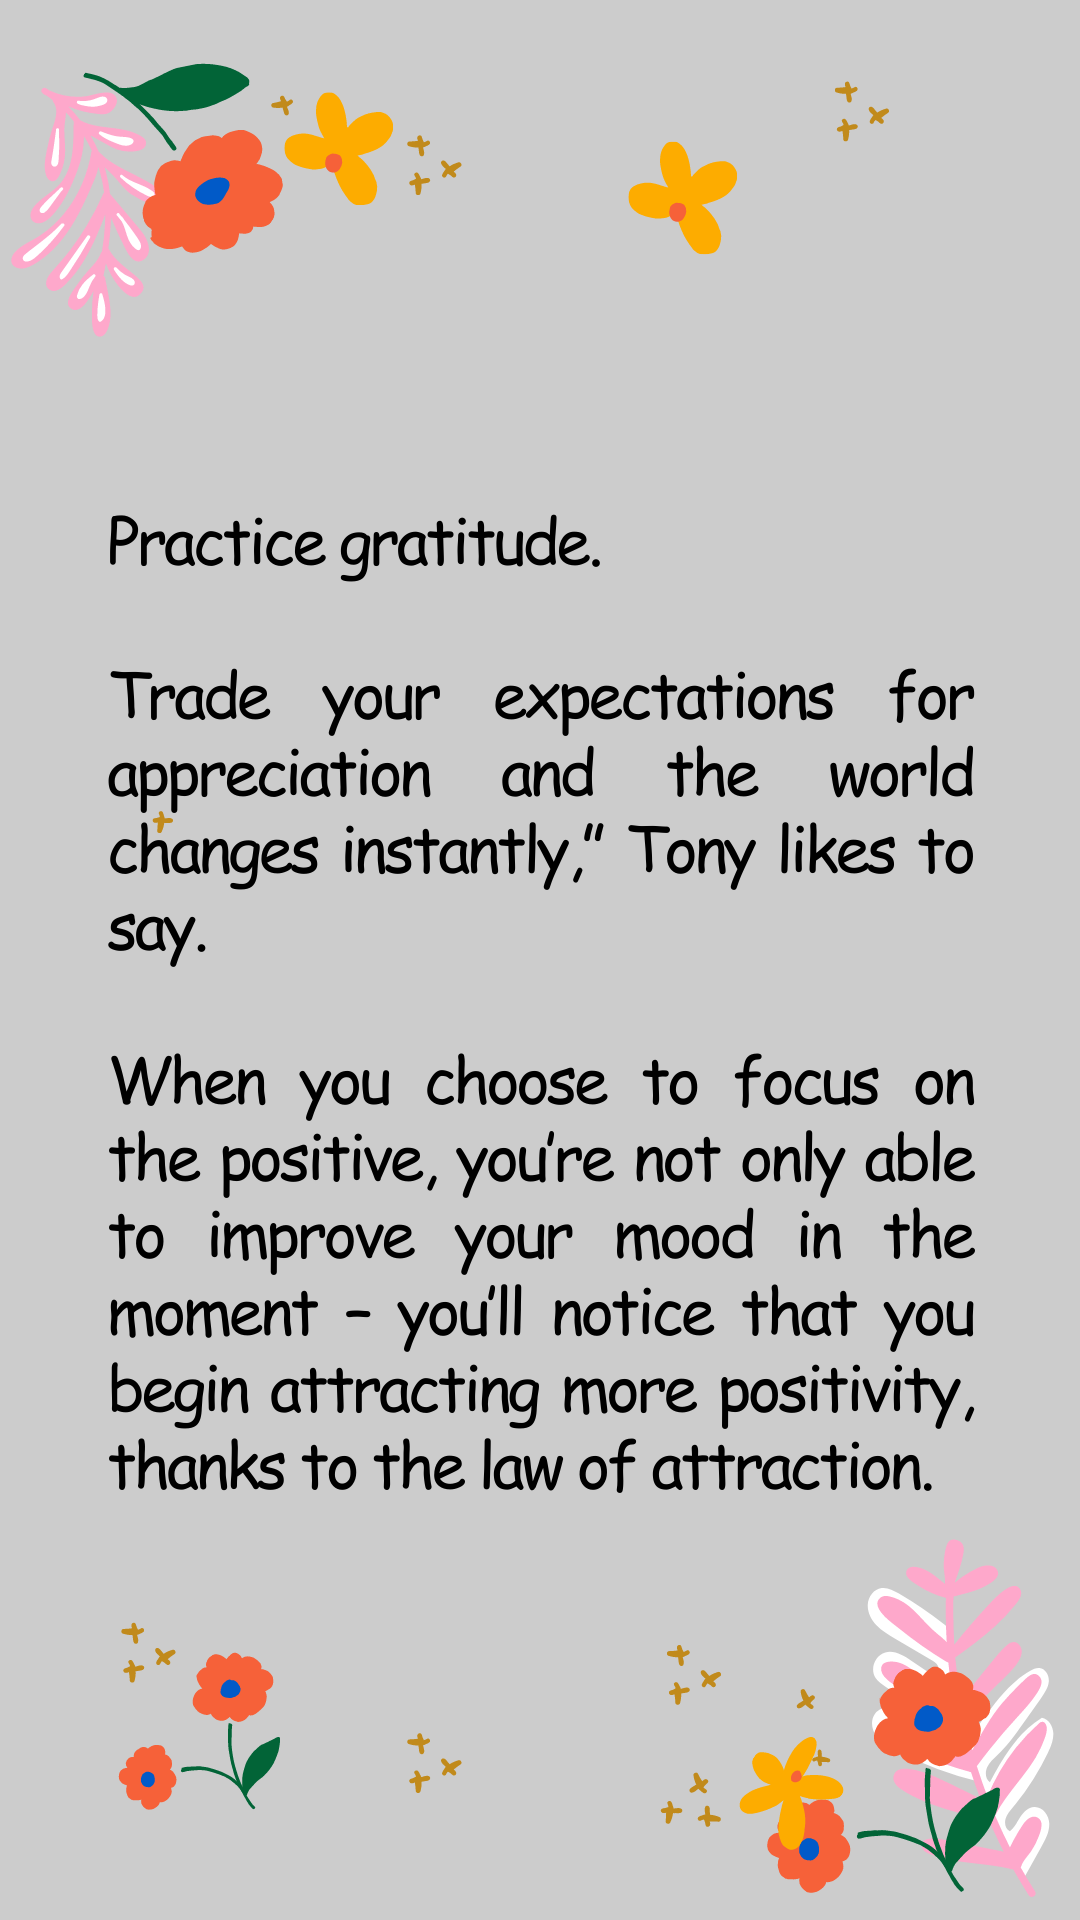 Practice gratitude.
Trade your expectations for
appreciation and the world
changes instantly,” Tony likes to
say.
When you choose to focus on
the positive, you’re not only able
to improve your mood in the
moment – you’ll notice that you
begin attracting more positivity,
thanks to the law of attraction.